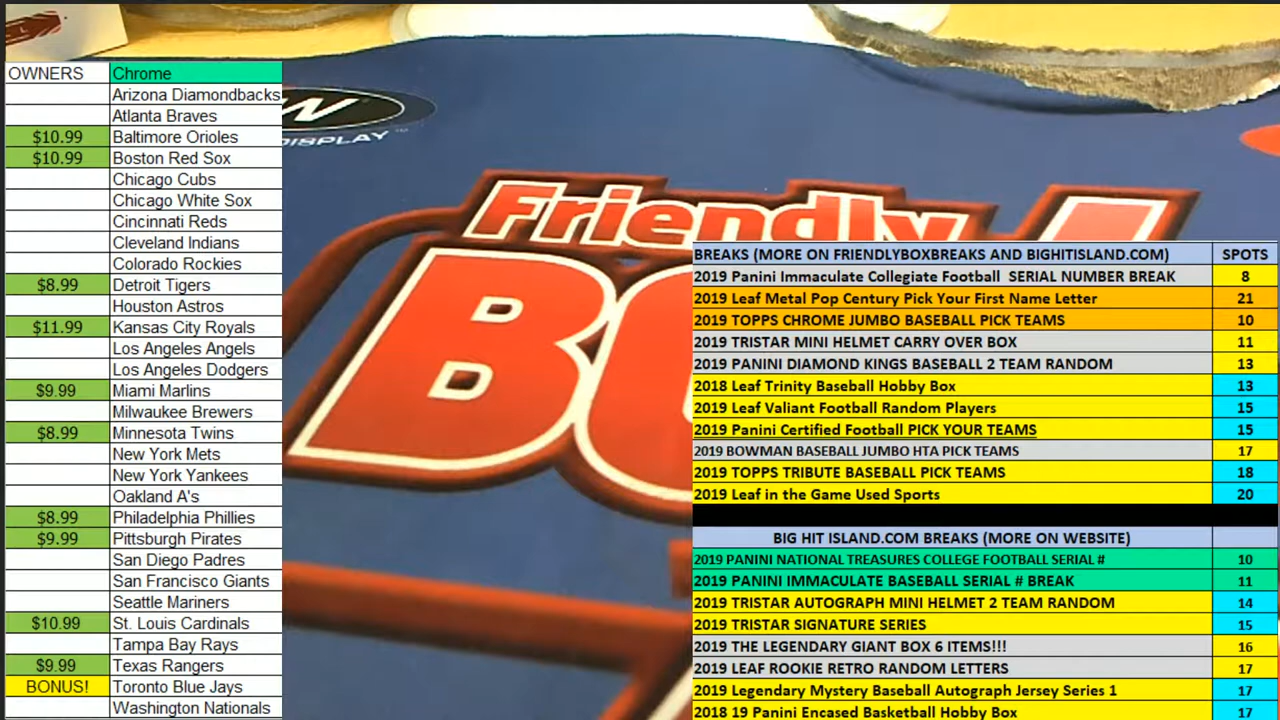 OWNERS Chrome
Arizona Diamondbacks
Atlanta Braves
$10.99 Baltimore Orioles
$10.99 Boston Red Sox
Chicago Cubs
Chicago White Sox
Cincinnati Reds
Cleveland Indians
Colorado Rockies
$8.99 Detroit Tigers
Houston Astros
$11.99 Kansas City Royals
Los Angeles Angels
Los Angeles Dodgers
$9.99 Miami Marlins
Milwaukee Brewers
$8.99 Minnesota Twins
New York Mets
New York Yankees
Oakland A's
$8.99 Philadelphia Phillies
$9.99 Pittsburgh Pirates
San Diego Padres
San Francisco Giants
Seattle Mariners
$10.99 St. Louis Cardinals
Tampa Bay Rays
$9.99 Texas Rangers
BONUS! Toronto Blue Jays
Washington Nationals
W
DISPLAY™
Friendly
BO
BREAKS (MORE ON FRIENDLYBOXBREAKS AND BIGHITISLAND.COM) SPOTS
2019 Panini Immaculate Collegiate Football SERIAL NUMBER BREAK 8
2019 Leaf Metal Pop Century Pick Your First Name Letter 21
2019 TOPPS CHROME JUMBO BASEBALL PICK TEAMS 10
2019 TRISTAR MINI HELMET CARRY OVER BOX 11
2019 PANINI DIAMOND KINGS BASEBALL 2 TEAM RANDOM 13
2018 Leaf Trinity Baseball Hobby Box 13
2019 Leaf Valiant Football Random Players 15
2019 Panini Certified Football PICK YOUR TEAMS 15
2019 BOWMAN BASEBALL JUMBO HTA PICK TEAMS 17
2019 TOPPS TRIBUTE BASEBALL PICK TEAMS 18
2019 Leaf in the Game Used Sports 20
BIG HIT ISLAND.COM BREAKS (MORE ON WEBSITE)
2019 PANINI NATIONAL TREASURES COLLEGE FOOTBALL SERIAL # 10
2019 PANINI IMMACULATE BASEBALL SERIAL # BREAK 11
2019 TRISTAR AUTOGRAPH MINI HELMET 2 TEAM RANDOM 14
2019 TRISTAR SIGNATURE SERIES 15
2019 THE LEGENDARY GIANT BOX 6 ITEMS!!! 16
2019 LEAF ROOKIE RETRO RANDOM LETTERS 17
2019 Legendary Mystery Baseball Autograph Jersey Series 1 17
2018 19 Panini Encased Basketball Hobby Box 17